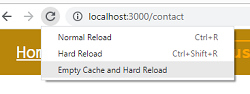 localhost:3000/contact
Normal Reload Ctrl+R
Hard Reload Ctrl+Shift+R
Empty Cache and Hard Reload